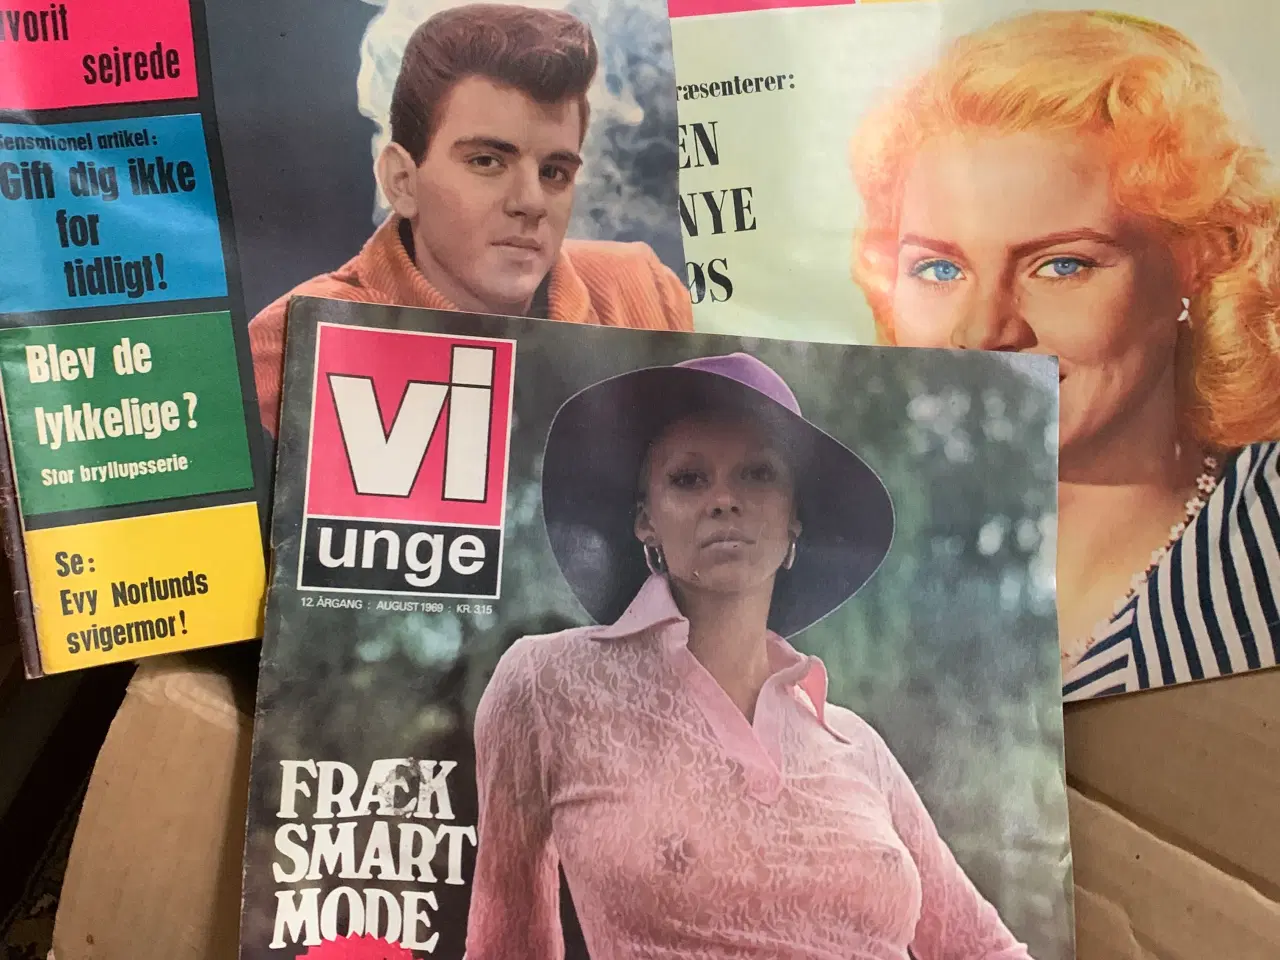 sejrede
Sensationel artikel:
Gift dig ikke
for
tidligt!
Blev de
lykkelige?
Stor bryllupsserie
Se:
Evy Norlunds
svigermor!
præsenterer:
EN
NYE
ØS
vi
unge
12. ÅRGANG : AUGUST 1969 : KR. 3,15
FRÆK
SMART
MODE